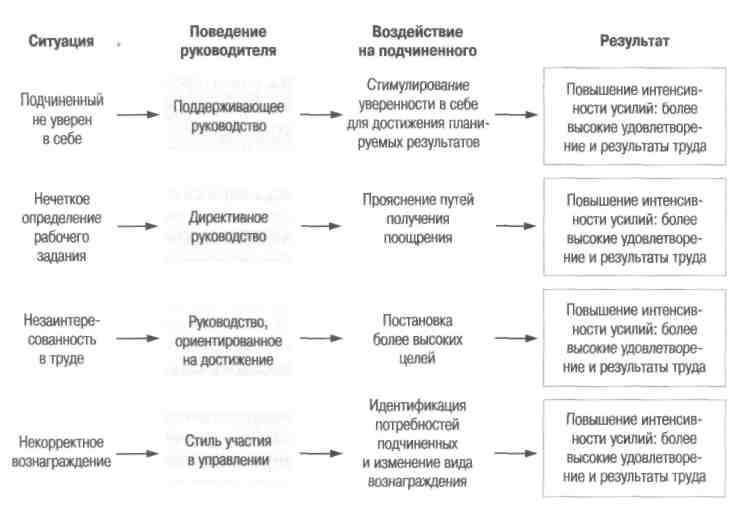 Ситуация
Поведение
руководителя
Воздействие
на подчиненного
Результат
Подчиненный
не уверен
в себе
Поддерживающее
руководство
Стимулирование
уверенности в себе
для достижения плани-
руемых результатов
Повышение интенсив-
ности усилий: более
высокие удовлетворе-
ние и результаты труда
Нечеткое
определение
рабочего
задания
Директивное
руководство
Прояснение путей
получения
поощрения
Повышение интенсив-
ности усилий: более
высокие удовлетворе-
ние и результаты труда
Незаинтере-
сованность
в труде
Руководство,
ориентированное
на достижение
Постановка
более высоких
целей
Повышение интенсив-
ности усилий: более
высокие удовлетворе-
ние и результаты труда
Некорректное
вознаграждение
Стиль участия
в управлении
Идентификация
потребностей
подчиненных
и изменение вида
вознаграждения
Повышение интенсив-
ности усилий: более
высокие удовлетворе-
ние и результаты труда